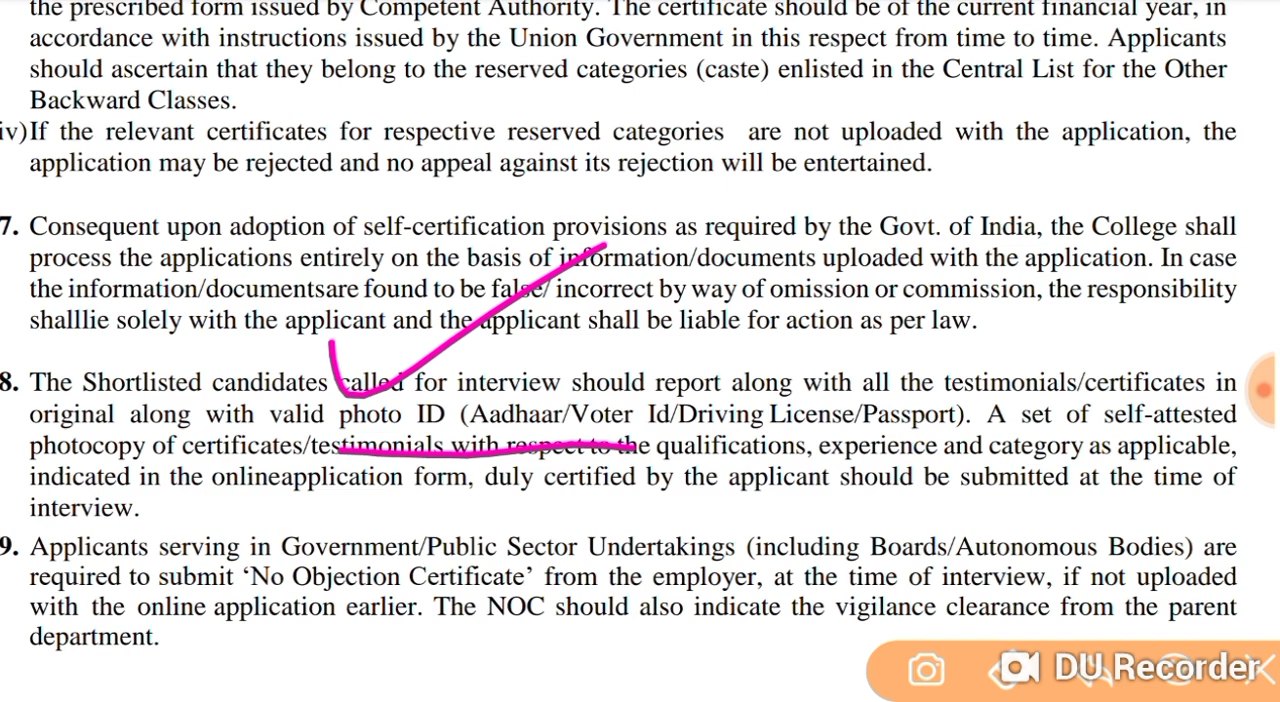 the prescribed form issued by Competent Authority. The certificate should be of the current financial year, in
accordance with instructions issued by the Union Government in this respect from time to time. Applicants
should ascertain that they belong to the reserved categories (caste) enlisted in the Central List for the Other
Backward Classes.
iv)If the relevant certificates for respective reserved categories are not uploaded with the application, the
application may be rejected and no appeal against its rejection will be entertained.
7. Consequent upon adoption of self-certification provisions as required by the Govt. of India, the College shall
process the applications entirely on the basis of information/documents uploaded with the application. In case
the information/documentsare found to be false/ incorrect by way of omission or commission, the responsibility
shalllie solely with the applicant and the applicant shall be liable for action as per law.
8. The Shortlisted candidates called for interview should report along with all the testimonials/certificates in
original along with valid photo ID (Aadhaar/Voter Id/Driving License/Passport). A set of self-attested
photocopy of certificates/testimonials with respect to the qualifications, experience and category as applicable,
indicated in the onlineapplication form, duly certified by the applicant should be submitted at the time of
interview.
9. Applicants serving in Government/Public Sector Undertakings (including Boards/Autonomous Bodies) are
required to submit ‘No Objection Certificate’ from the employer, at the time of interview, if not uploaded
with the online application earlier. The NOC should also indicate the vigilance clearance from the parent
department.
DU Recorder